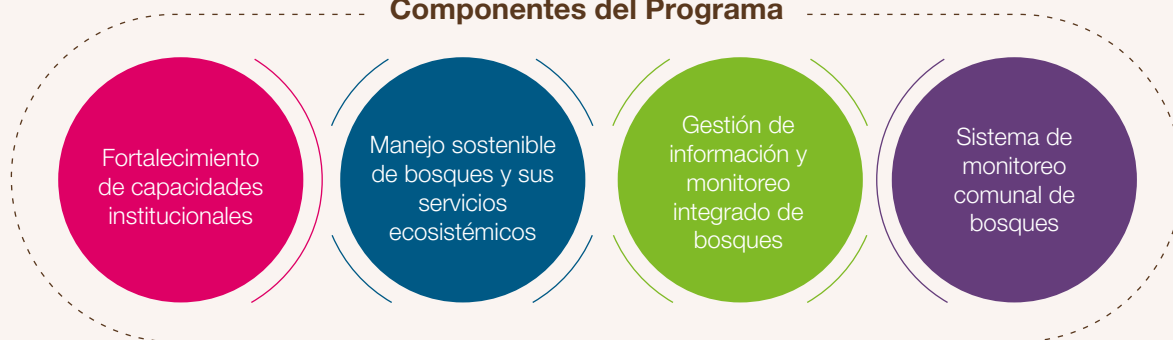 Componentes del Programa
Fortalecimiento
de capacidades
institucionales
Manejo sostenible
de bosques y sus
servicios
ecosistémicos
Gestión de
información y
monitoreo
integrado de
bosques
Sistema de
monitoreo
comunal de
bosques